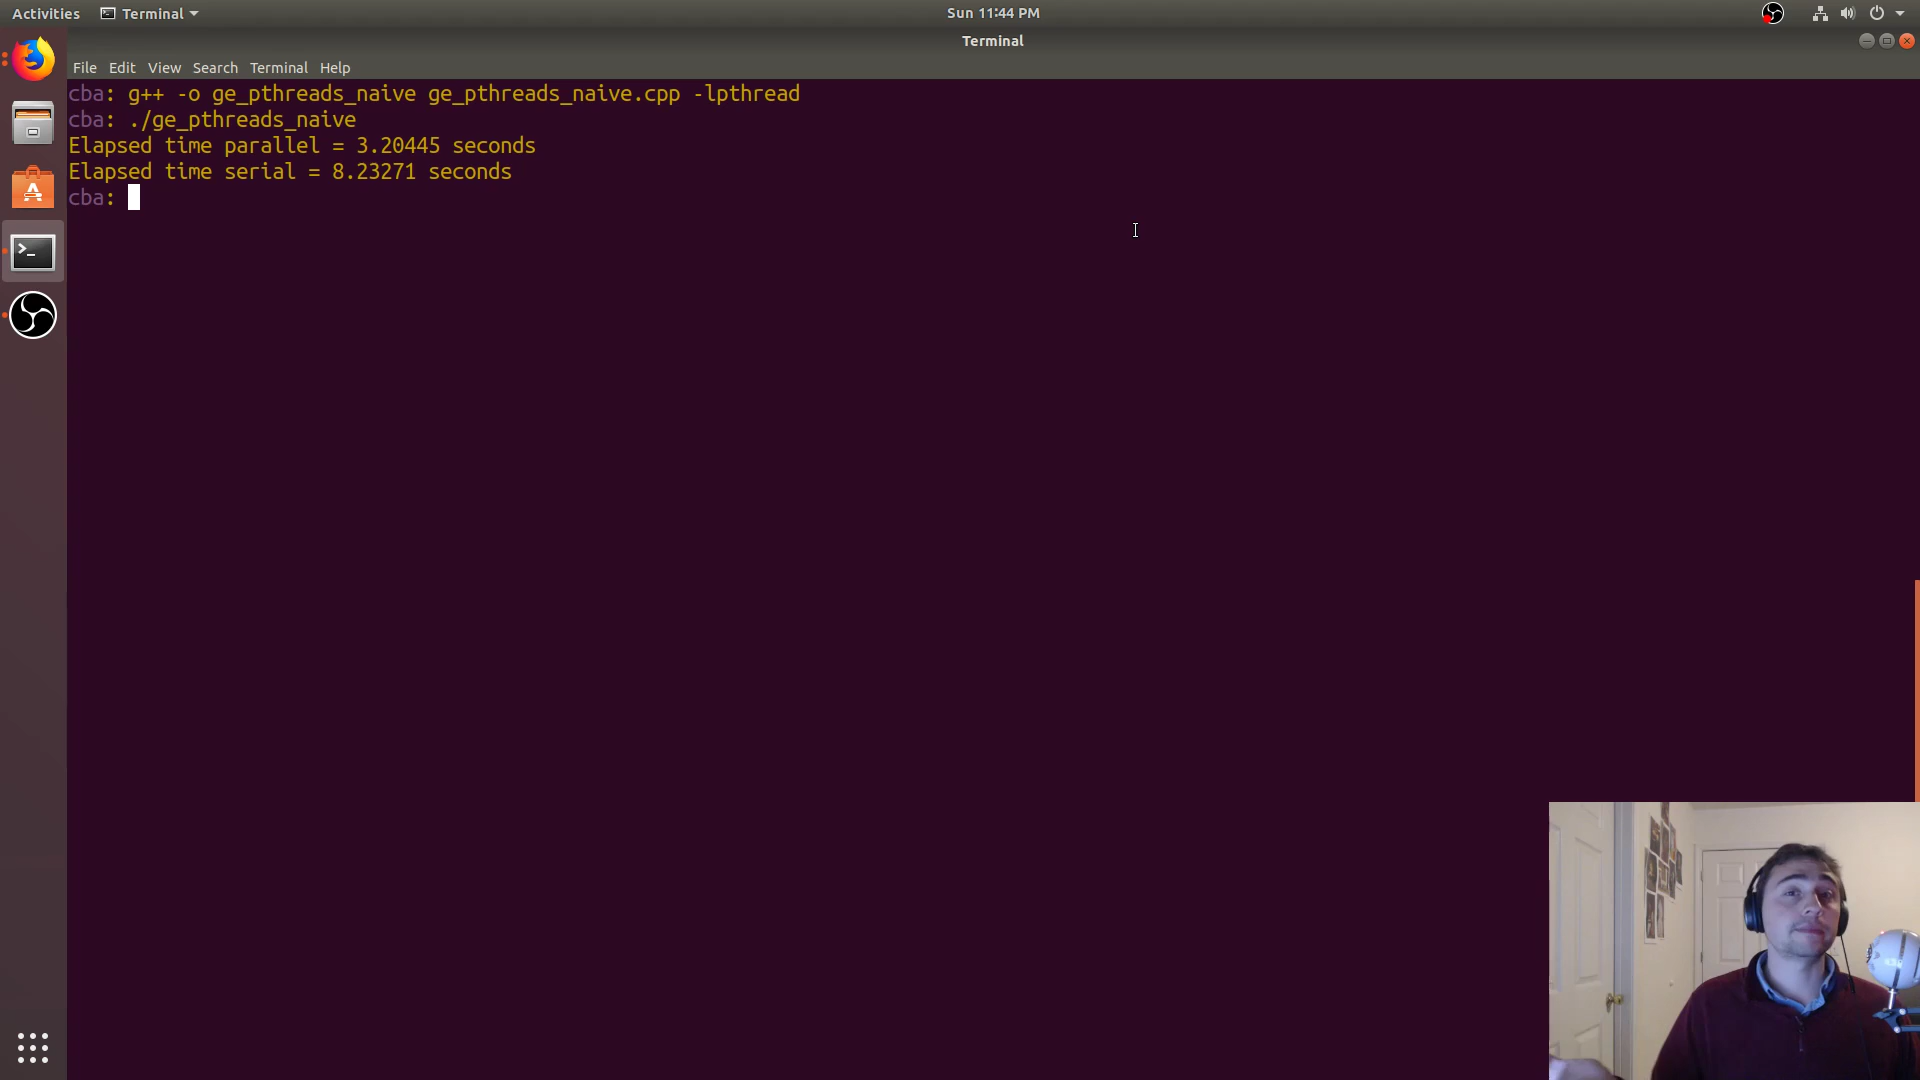 Activities Terminal Sun 11:44 PM
Terminal
File Edit View Search Terminal Help
cba: g++ -o ge_pthreads_naive ge_pthreads_naive.cpp -lpthread
cba: ./ge_pthreads_naive
Elapsed time parallel = 3.20445 seconds
Elapsed time serial = 8.23271 seconds
cba: